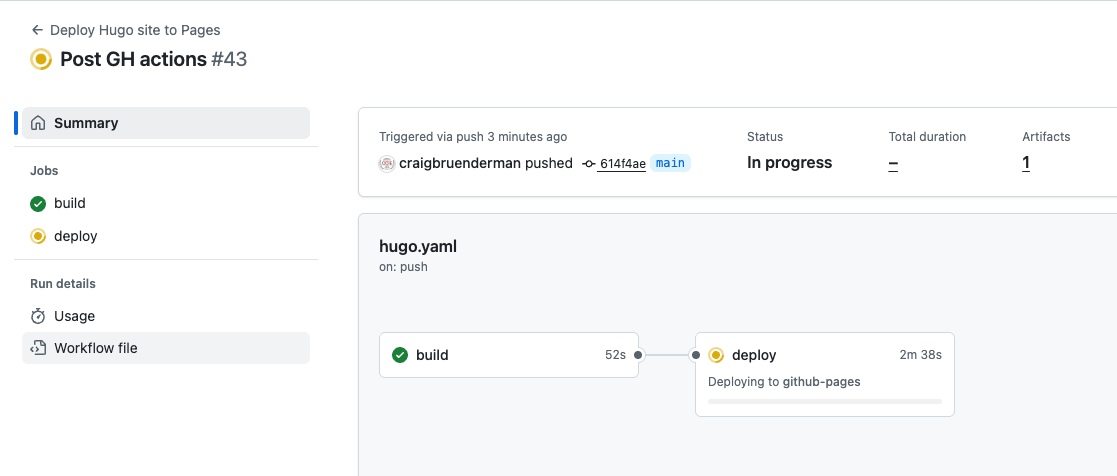 ← Deploy Hugo site to Pages
Post GH actions #43
Summary
Jobs
build
deploy
Run details
Usage
Workflow file
Triggered via push 3 minutes ago
craigbruenderman pushed 614f4ae main
Status
In progress
Total duration
–
Artifacts
1
hugo.yaml
on: push
build 52s
deploy 2m 38s
Deploying to github-pages